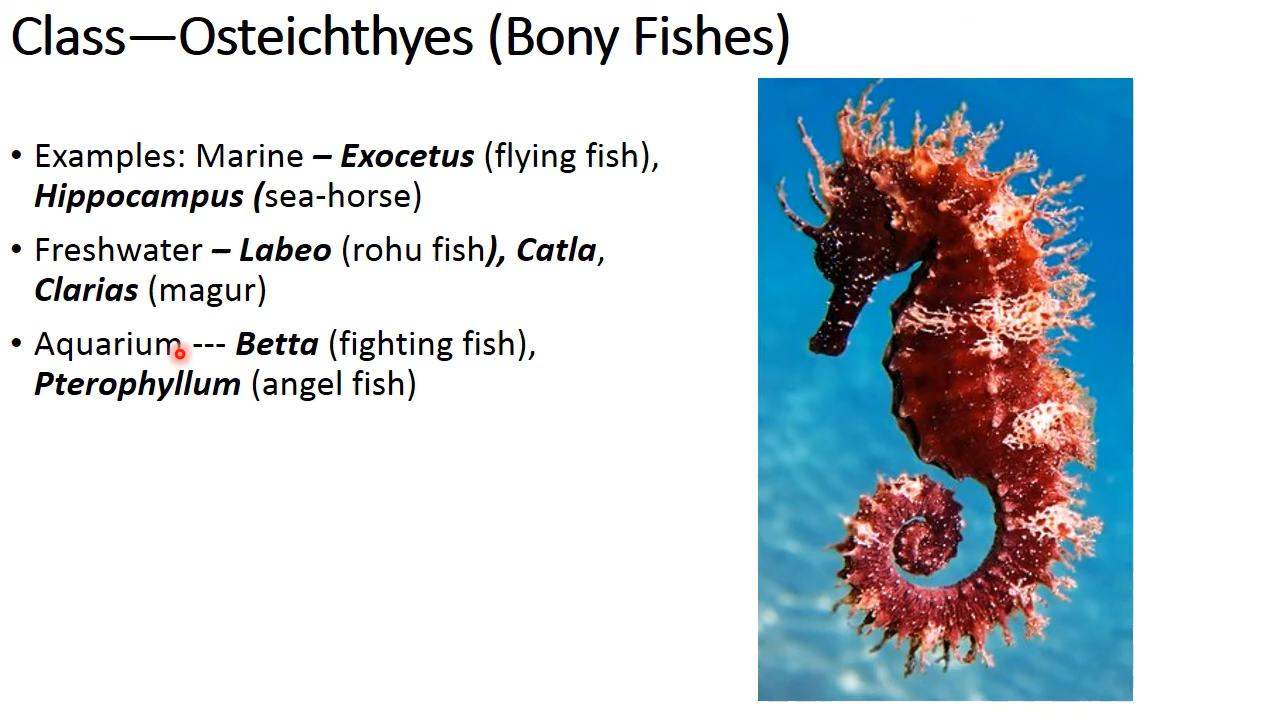 Class—Osteichthyes (Bony Fishes)
• Examples: Marine – Exocetus (flying fish),
Hippocampus (sea-horse)
• Freshwater – Labeo (rohu fish), Catla,
Clarias (magur)
• Aquarium --- Betta (fighting fish),
Pterophyllum (angel fish)